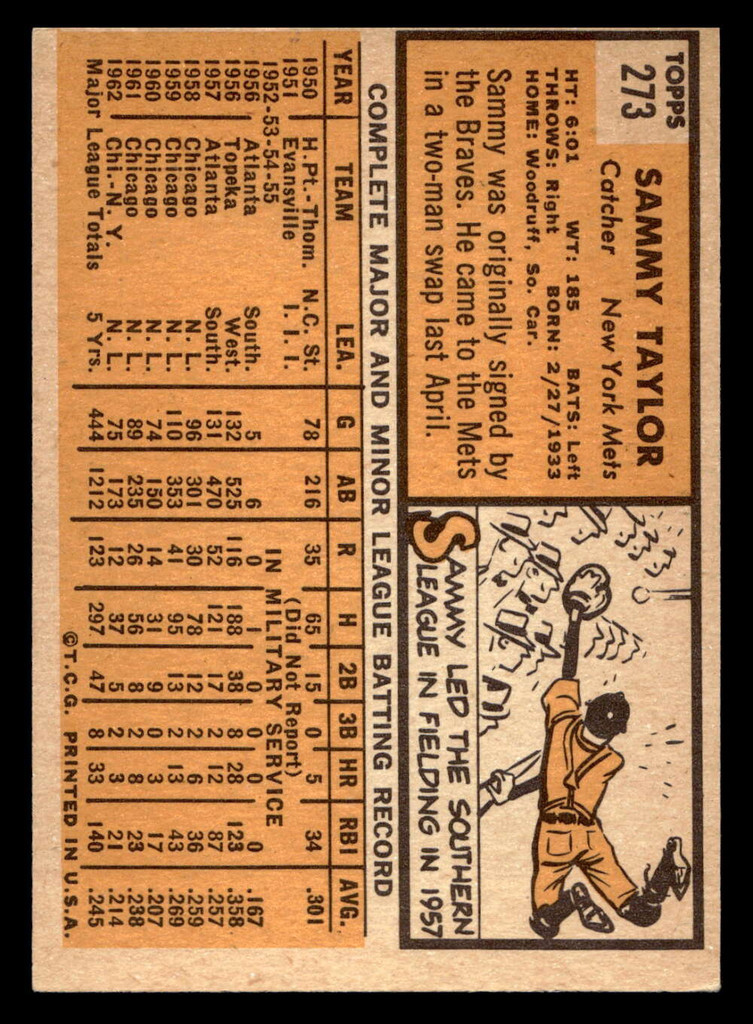 TOPPS
273
SAMMY TAYLOR
Catcher New York Mets
HT: 6:01 WT: 185 BATS: Left
THROWS: Right BORN: 2/27/1933
HOME: Woodruff, So. Car.
Sammy was originally signed by
the Braves. He came to the Mets
in a two-man swap last April.
SAMMY LED THE SOUTHERN
LEAGUE IN FIELDING IN 1957
COMPLETE MAJOR AND MINOR LEAGUE BATTING RECORD
YEAR TEAM LEA. G AB R H 2B 3B HR RBI AVG.
1950 H.Pt.-Thom. N.C. St. 78 216 35 65 15 0 5 34 .301
1951 Evansville I. I. I. (Did Not Report)
1952-53-54-55 IN MILITARY SERVICE
1956 Atlanta South. 5 6 0 1 0 0 0 0 .167
1956 Topeka West. 132 525 116 188 38 8 28 123 .358
1957 Atlanta South. 131 470 52 121 17 2 12 87 .257
1958 Chicago N. L. 96 301 30 78 12 2 6 36 .259
1959 Chicago N. L. 110 353 41 95 13 2 13 43 .269
1960 Chicago N. L. 74 150 14 31 9 0 3 17 .207
1961 Chicago N. L. 89 235 26 56 8 2 8 23 .238
1962 Chi.-N. Y. N. L. 75 173 12 37 5 2 3 21 .214
Major League Totals 5 Yrs. 444 1212 123 297 47 8 33 140 .245
©T.C.G. PRINTED IN U.S.A.